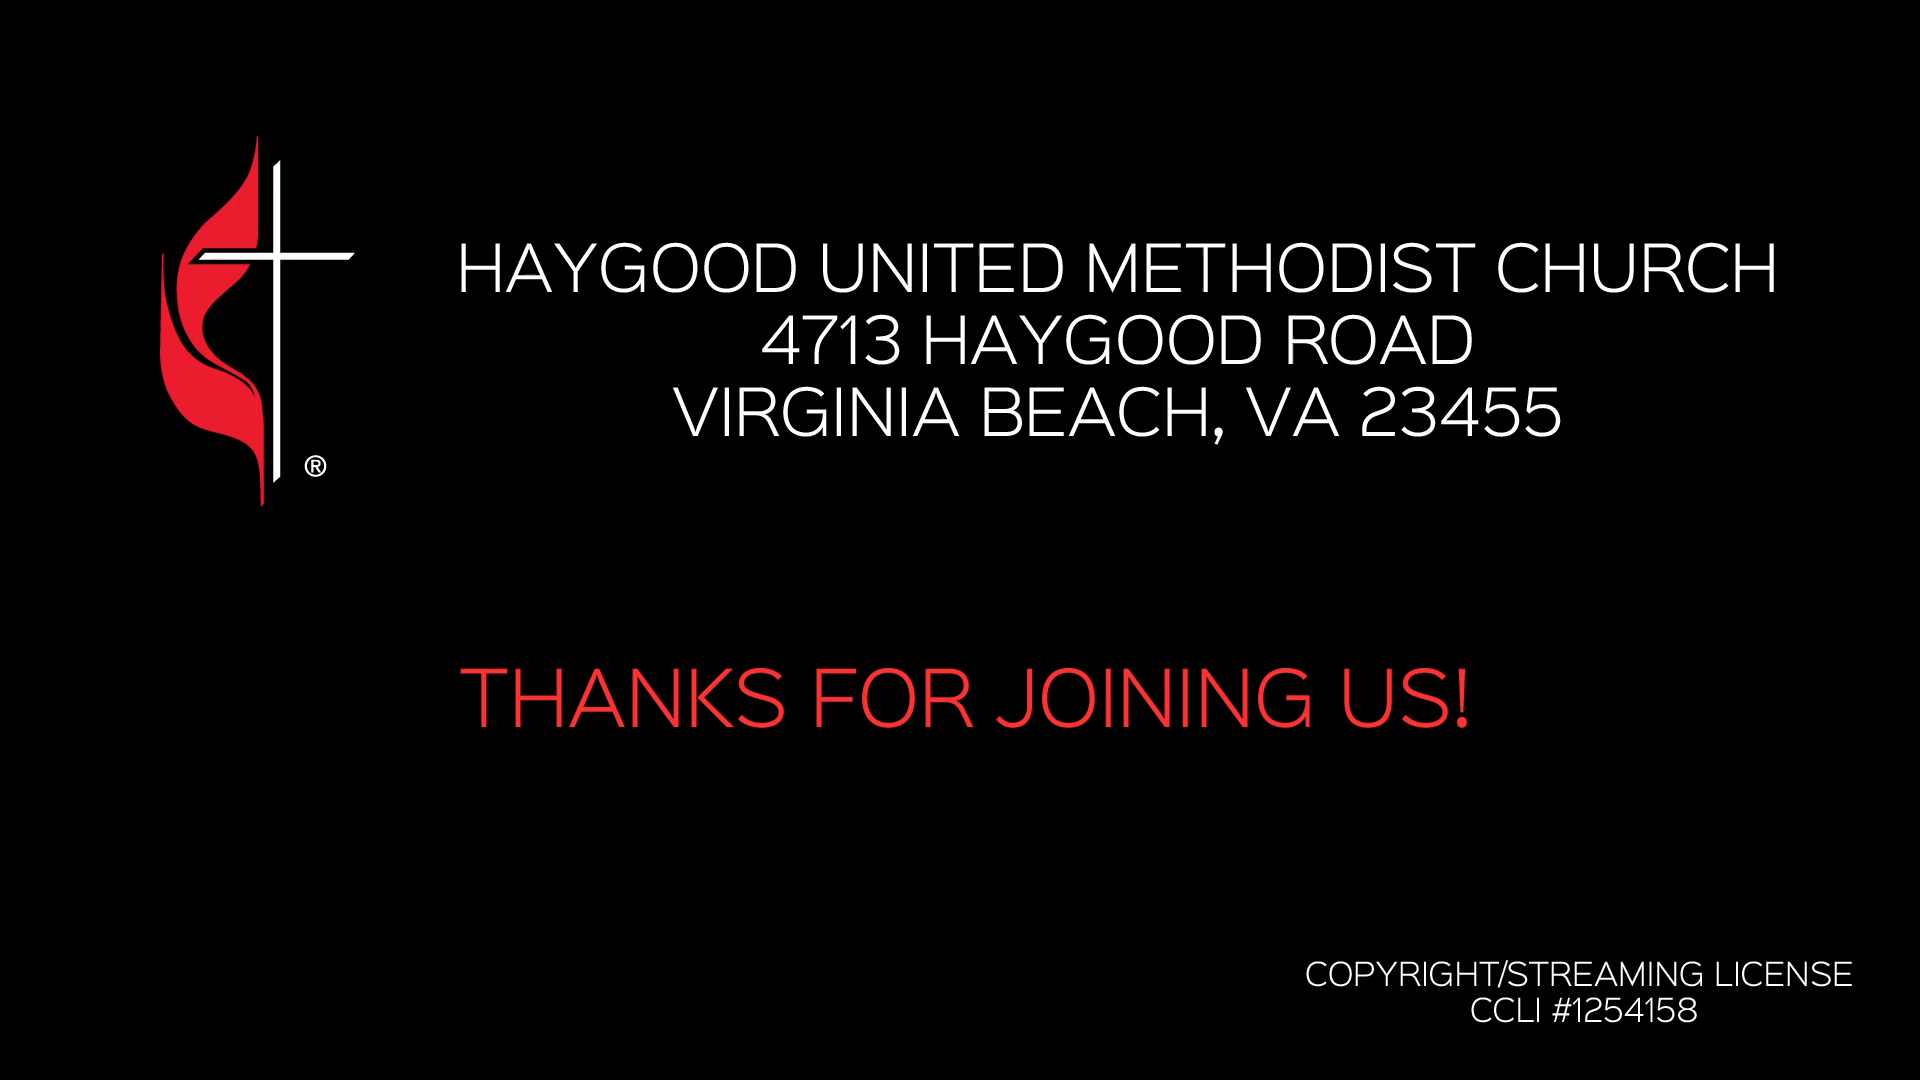 HAYGOOD UNITED METHODIST CHURCH
4713 HAYGOOD ROAD
VIRGINIA BEACH, VA 23455
®
THANKS FOR JOINING US!
COPYRIGHT/STREAMING LICENSE
CCLI #1254158